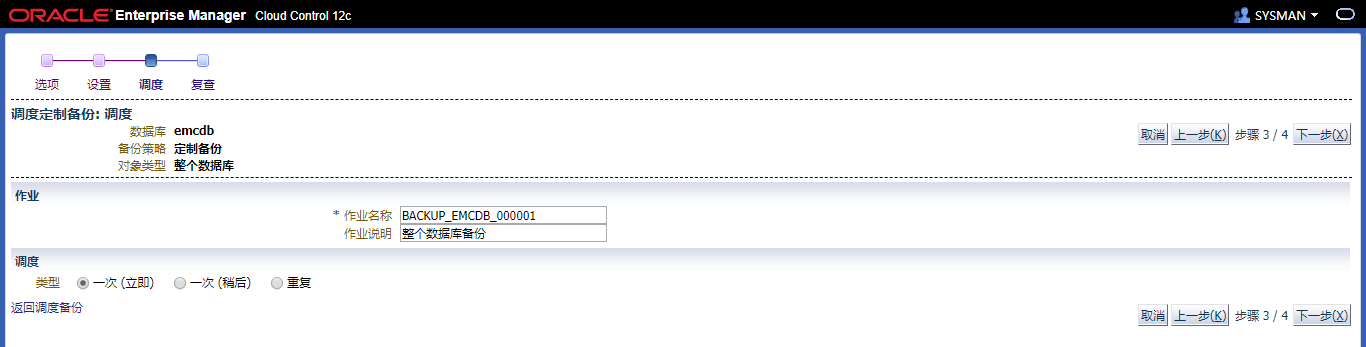 ORACLE Enterprise Manager Cloud Control 12c SYSMAN
选项 设置 调度 复查
调度定制备份: 调度
数据库 emcdb
取消 上一步(K) 步骤 3 / 4 下一步(X)
备份策略 定制备份
对象类型 整个数据库
作业
* 作业名称 BACKUP_EMCDB_000001
作业说明 整个数据库备份
调度
类型 一次 (立即) 一次 (稍后) 重复
返回调度备份
取消 上一步(K) 步骤 3 / 4 下一步(X)